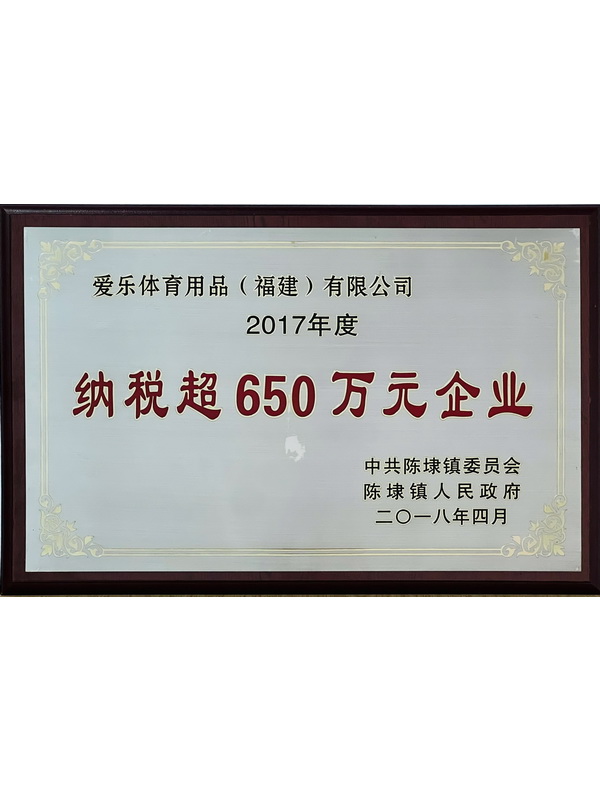 爱乐体育用品（福建）有限公司
2017年度
纳税超650万元企业
中共陈埭镇委员会
陈埭镇人民政府
二〇一八年四月